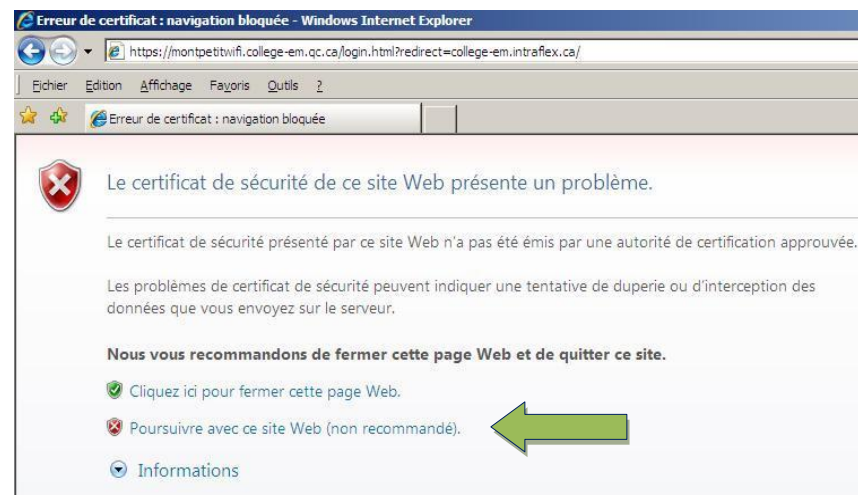 Erreur de certificat : navigation bloquée - Windows Internet Explorer
https://montpetitwifi.college-em.qc.ca/login.html?redirect=college-em.intraflex.ca/
Fichier Edition Affichage Favoris Outils ?
Erreur de certificat : navigation bloquée
Le certificat de sécurité de ce site Web présente un problème.
Le certificat de sécurité présenté par ce site Web n'a pas été émis par une autorité de certification approuvée.
Les problèmes de certificat de sécurité peuvent indiquer une tentative de duperie ou d'interception des
données que vous envoyez sur le serveur.
Nous vous recommandons de fermer cette page Web et de quitter ce site.
Cliquez ici pour fermer cette page Web.
Poursuivre avec ce site Web (non recommandé).
Informations